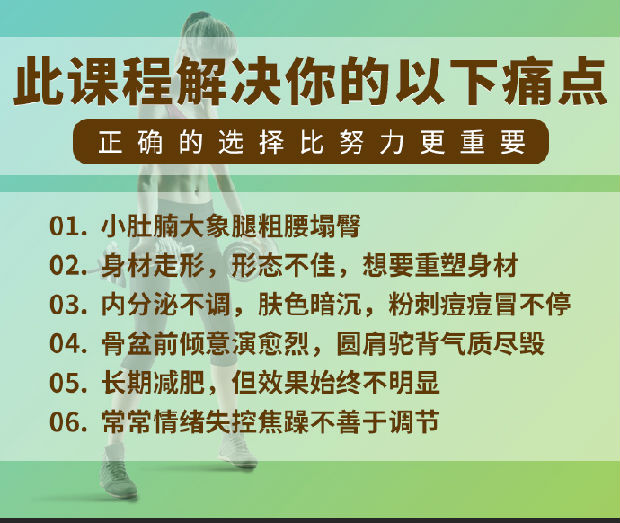 此课程解决你的以下痛点
正确的选择比努力更重要
01. 小肚腩大象腿粗腰塌臀
02. 身材走形，形态不佳，想要重塑身材
03. 内分泌不调，肤色暗沉，粉刺痘痘冒不停
04. 骨盆前倾意演愈烈，圆肩驼背气质尽毁
05. 长期减肥，但效果始终不明显
06. 常常情绪失控焦躁不善于调节